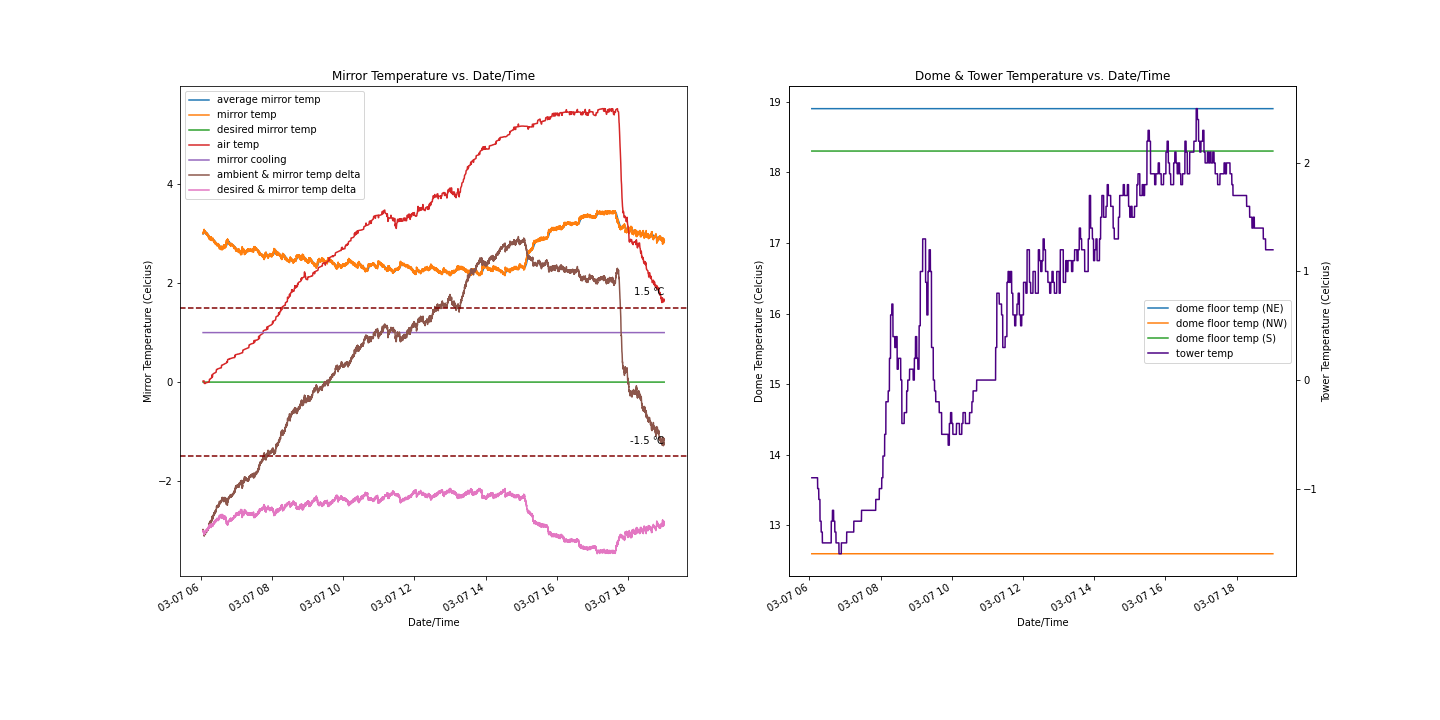 Mirror Temperature vs. Date/Time
average mirror temp
mirror temp
desired mirror temp
air temp
mirror cooling
ambient & mirror temp delta
desired & mirror temp delta
4
2
0
−2
Mirror Temperature (Celcius)
1.5 °C
-1.5 °C
03-07 06
03-07 08
03-07 10
03-07 12
03-07 14
03-07 16
03-07 18
Date/Time
Dome & Tower Temperature vs. Date/Time
19
18
17
16
15
14
13
Dome Temperature (Celcius)
dome floor temp (NE)
dome floor temp (NW)
dome floor temp (S)
tower temp
2
1
0
−1
Tower Temperature (Celcius)
03-07 06
03-07 08
03-07 10
03-07 12
03-07 14
03-07 16
03-07 18
Date/Time